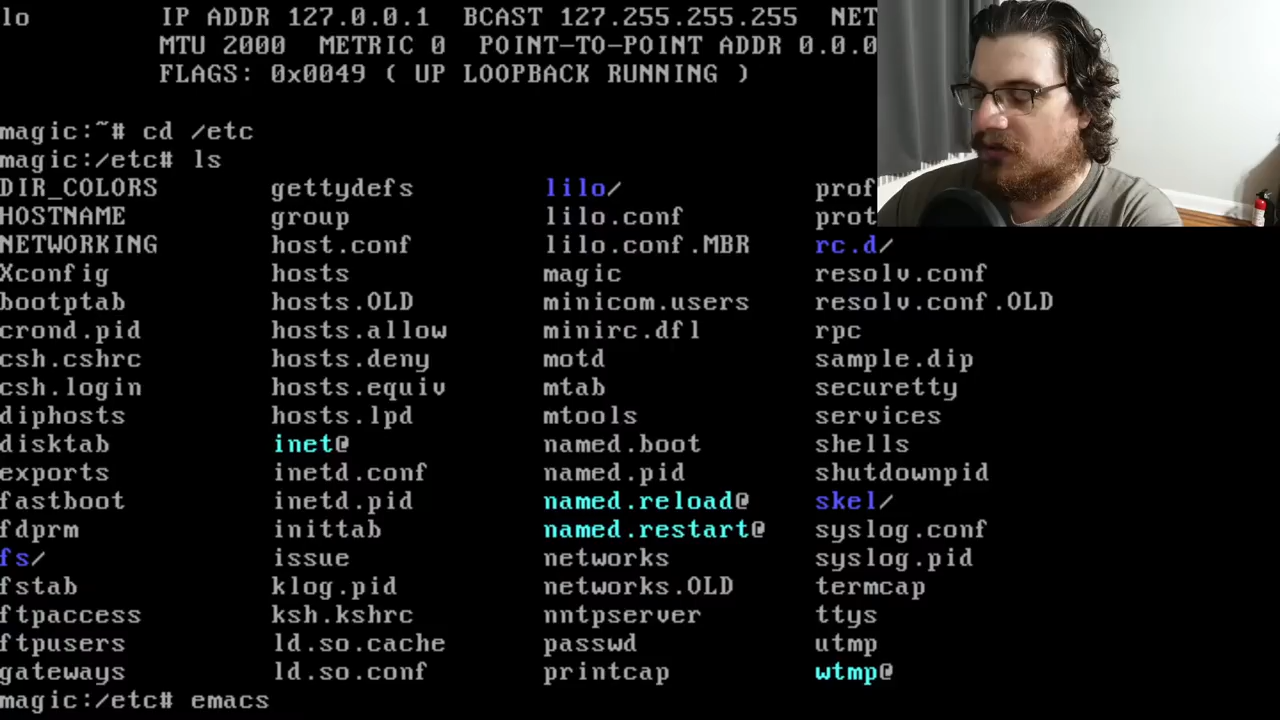 lo IP ADDR 127.0.0.1 BCAST 127.255.255.255 NET
MTU 2000 METRIC 0 POINT-TO-POINT ADDR 0.0.0
FLAGS: 0x0049 ( UP LOOPBACK RUNNING )
magic:~# cd /etc
magic:/etc# ls
DIR_COLORS gettydefs lilo/ prof
HOSTNAME group lilo.conf prot
NETWORKING host.conf lilo.conf.MBR rc.d/
Xconfig hosts magic resolv.conf
bootptab hosts.OLD minicom.users resolv.conf.OLD
crond.pid hosts.allow minirc.dfl rpc
csh.cshrc hosts.deny motd sample.dip
csh.login hosts.equiv mtab securetty
diphosts hosts.lpd mtools services
disktab inet@ named.boot shells
exports inetd.conf named.pid shutdownpid
fastboot inetd.pid named.reload@ skel/
fdprm inittab named.restart@ syslog.conf
fs/ issue networks syslog.pid
fstab klog.pid networks.OLD termcap
ftpaccess ksh.kshrc nntpserver ttys
ftpusers ld.so.cache passwd utmp
gateways ld.so.conf printcap wtmp@
magic:/etc# emacs